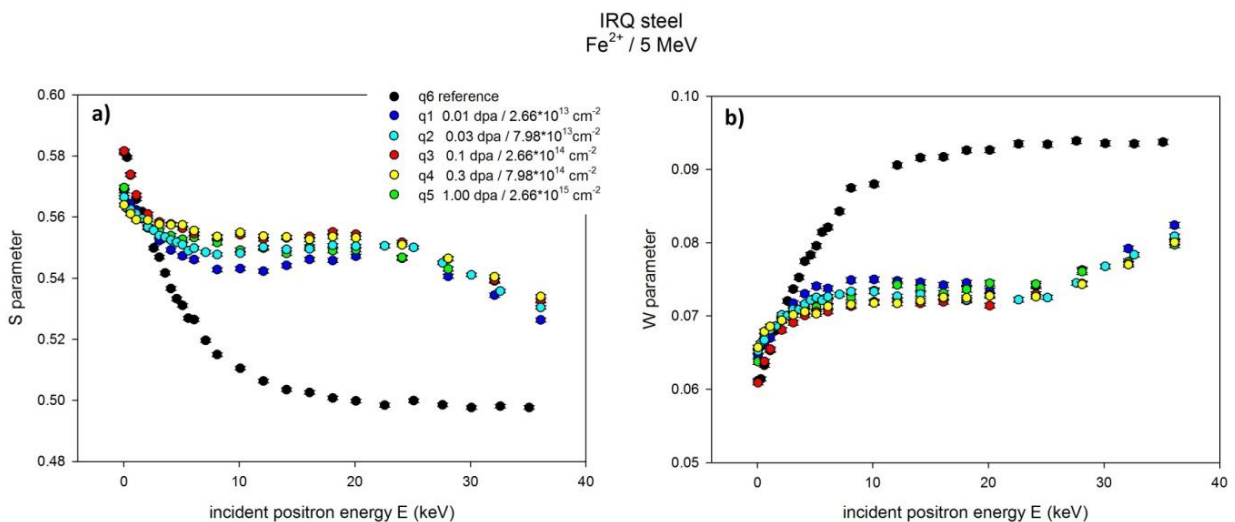 IRQ steel
Fe²⁺ / 5 MeV
a)
q6 reference
q1 0.01 dpa / 2.66*10¹³ cm⁻²
q2 0.03 dpa / 7.98*10¹³cm⁻²
q3 0.1 dpa / 2.66*10¹⁴ cm⁻²
q4 0.3 dpa / 7.98*10¹⁴ cm⁻²
q5 1.00 dpa / 2.66*10¹⁵ cm⁻²
S parameter
0.60
0.58
0.56
0.54
0.52
0.50
0.48
0 10 20 30 40
incident positron energy E (keV)
b)
W parameter
0.10
0.09
0.08
0.07
0.06
0.05
0 10 20 30 40
incident positron energy E (keV)